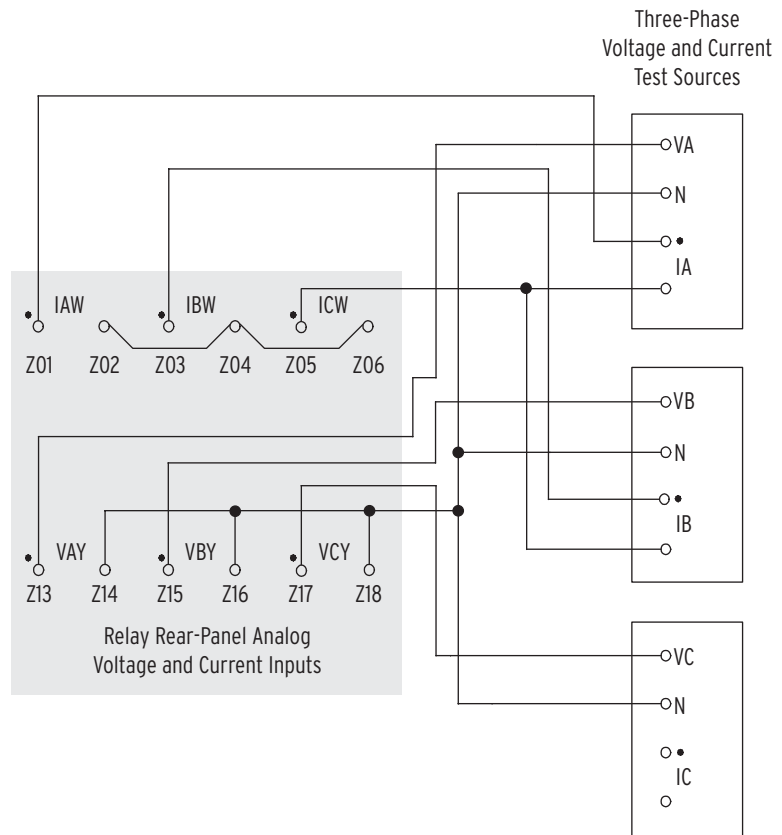 Three-Phase
Voltage and Current
Test Sources
VA
N
IA
IAW IBW ICW
Z01 Z02 Z03 Z04 Z05 Z06
VB
N
IB
VAY VBY VCY
Z13 Z14 Z15 Z16 Z17 Z18
Relay Rear-Panel Analog
Voltage and Current Inputs
VC
N
IC